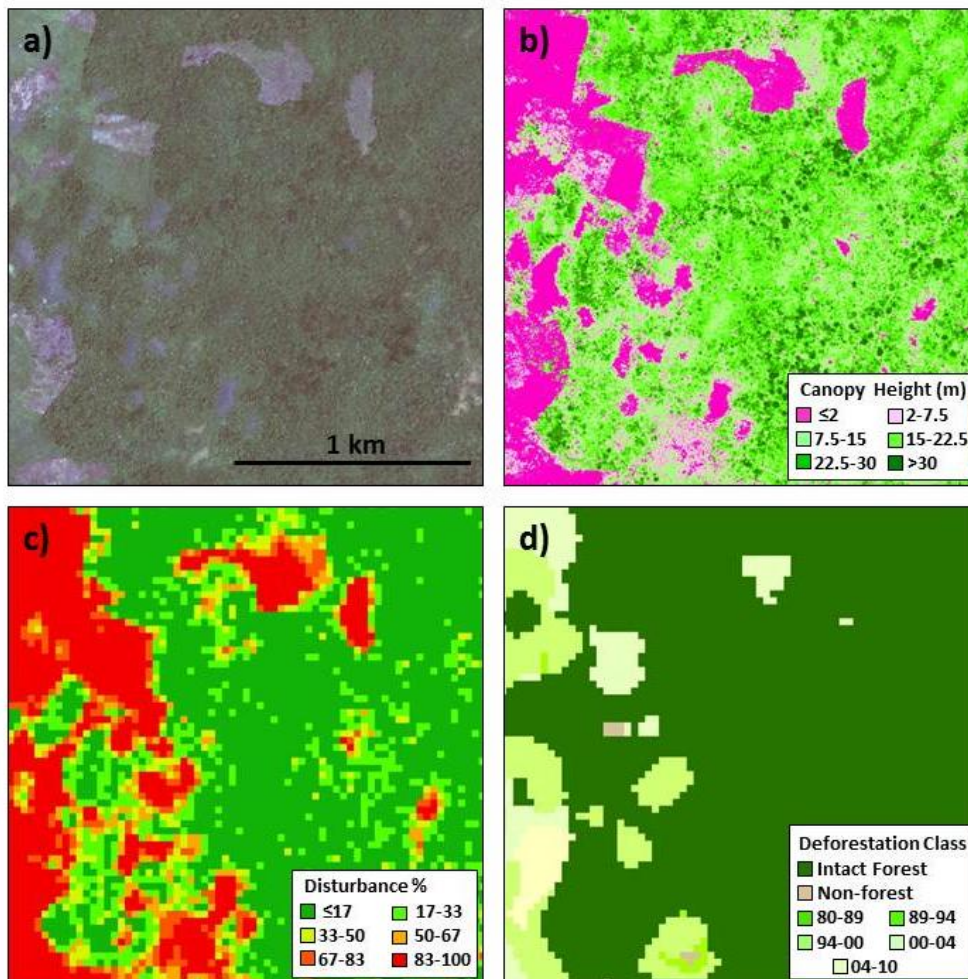 a)
b)
1 km
Canopy Height (m)
≤2 2-7.5
7.5-15 15-22.5
22.5-30 >30
c)
d)
Disturbance %
≤17 17-33
33-50 50-67
67-83 83-100
Deforestation Class
Intact Forest
Non-forest
80-89 89-94
94-00 00-04
04-10